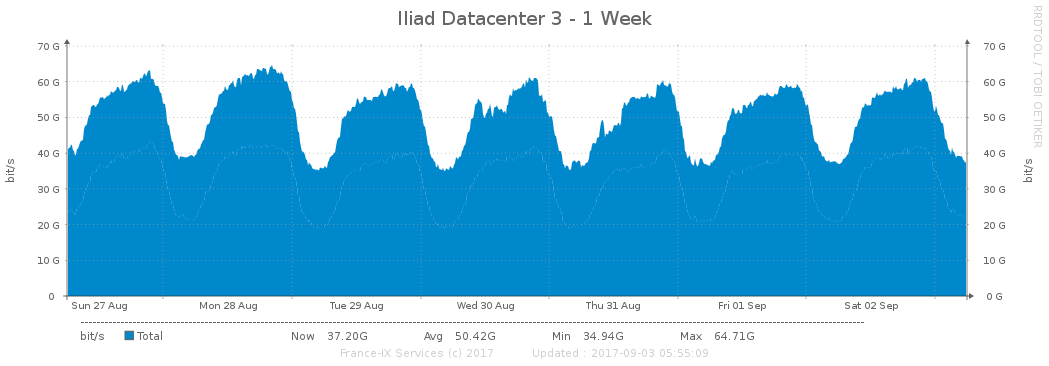 Iliad Datacenter 3 - 1 Week
RRDTOOL / TOBI OETIKER
70 G 70 G
60 G 60 G
50 G 50 G
40 G 40 G
30 G 30 G
20 G 20 G
10 G 10 G
0 0 G
bit/s bit/s
Sun 27 Aug Mon 28 Aug Tue 29 Aug Wed 30 Aug Thu 31 Aug Fri 01 Sep Sat 02 Sep
bit/s Total Now 37.20G Avg 50.42G Min 34.94G Max 64.71G
France-IX Services (c) 2017 Updated : 2017-09-03 05:55:09